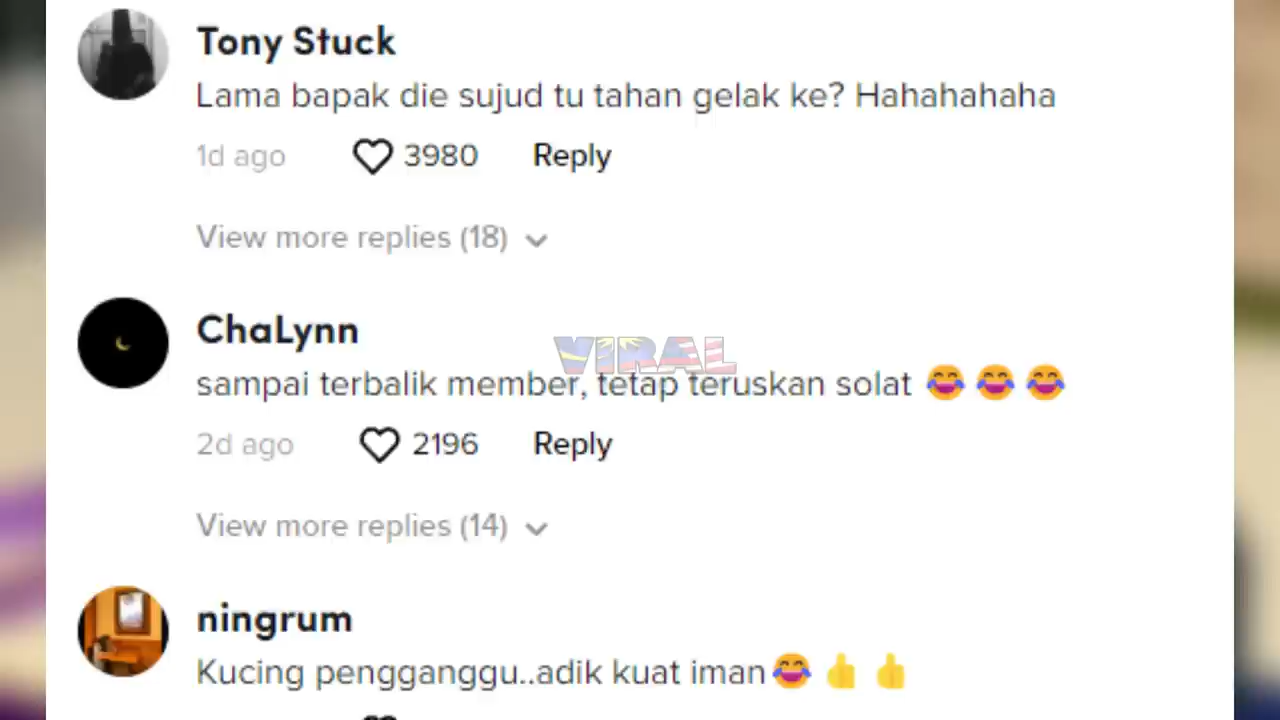 Tony Stuck
Lama bapak die sujud tu tahan gelak ke? Hahahahaha
1d ago 3980 Reply
View more replies (18)
ChaLynn
VIRAL
sampai terbalik member, tetap teruskan solat 😂😂😂
2d ago 2196 Reply
View more replies (14)
ningrum
Kucing pengganggu..adik kuat iman😂👍👍